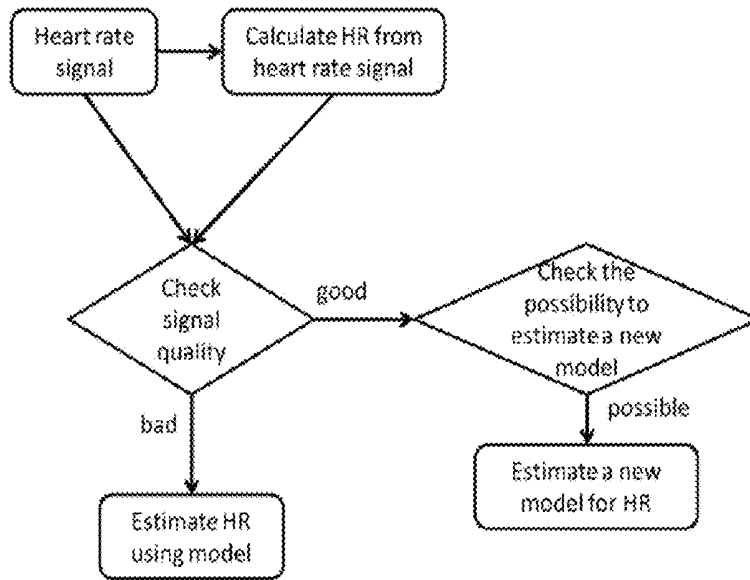 Heart rate
signal
Calculate HR from
heart rate signal
Check
signal
quality
good
Check the
possibility to
estimate a new
model
bad
possible
Estimate HR
using model
Estimate a new
model for HR